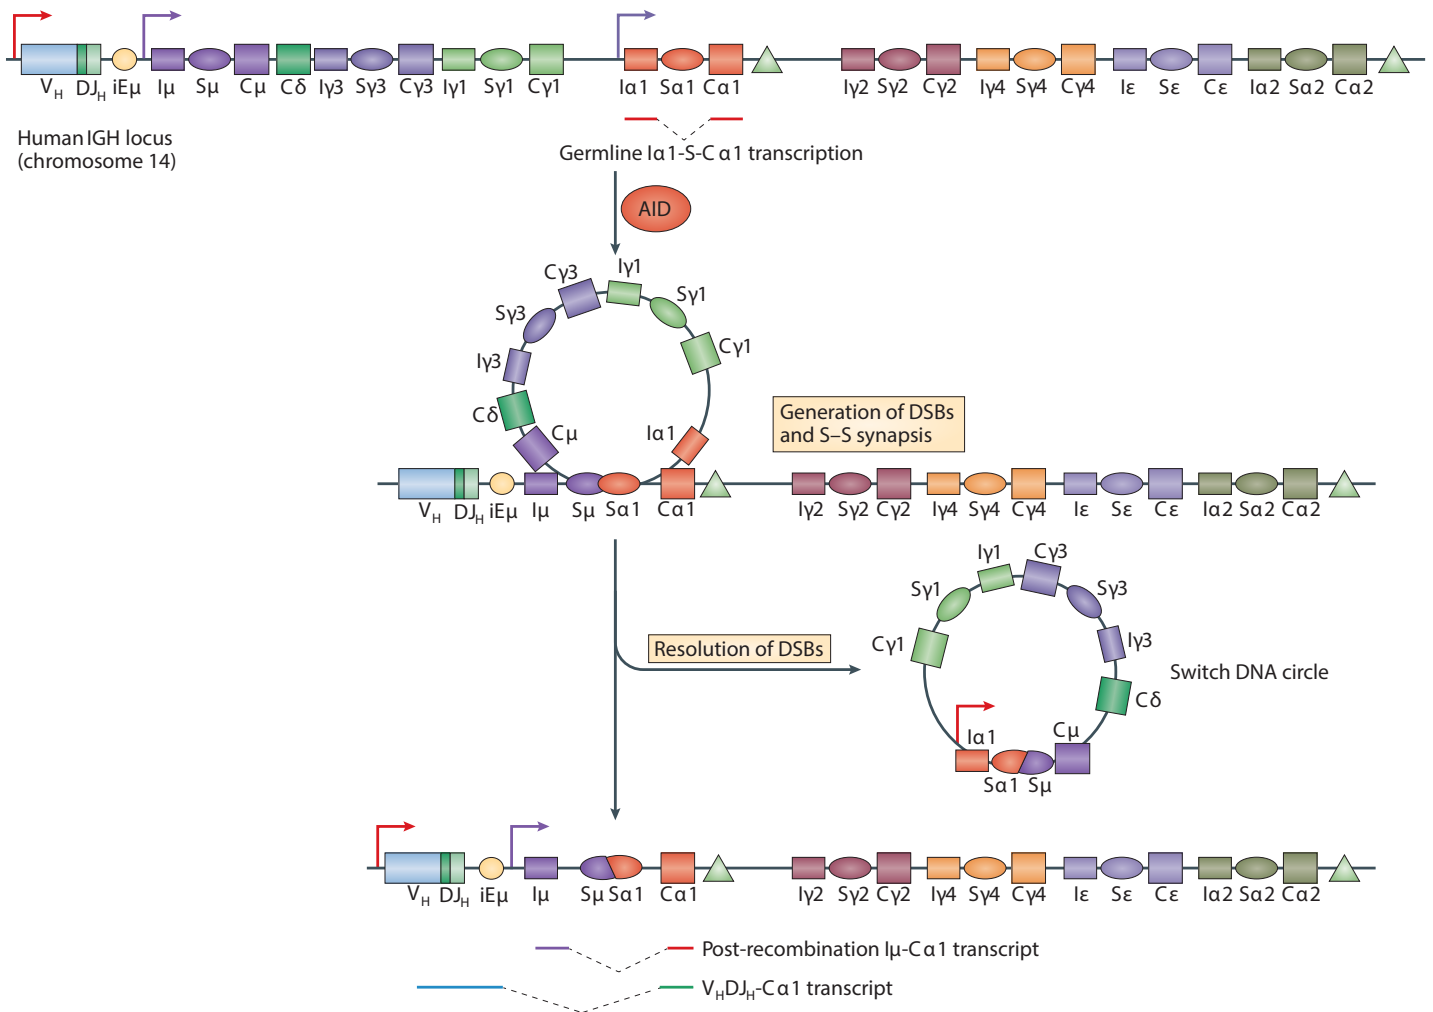 VH DJH iEμ Iμ Sμ Cμ Cδ Iγ3 Sγ3 Cγ3 Iγ1 Sγ1 Cγ1 Iα1 Sα1 Cα1 Iγ2 Sγ2 Cγ2 Iγ4 Sγ4 Cγ4 Iε Sε Cε Iα2 Sα2 Cα2
Human IGH locus
(chromosome 14)
Germline Iα1-S-Cα1 transcription
AID
Iγ1
Cγ3
Sγ1
Sγ3
Cγ1
Iγ3
Cδ
Cμ
Iα1
Generation of DSBs
and S–S synapsis
VH DJH iEμ Iμ Sμ Sα1 Cα1 Iγ2 Sγ2 Cγ2 Iγ4 Sγ4 Cγ4 Iε Sε Cε Iα2 Sα2 Cα2
Iγ1
Cγ3
Sγ1
Sγ3
Cγ1
Iγ3
Resolution of DSBs
Switch DNA circle
Cδ
Iα1
Cμ
Sα1 Sμ
VH DJH iEμ Iμ Sμ Sα1 Cα1 Iγ2 Sγ2 Cγ2 Iγ4 Sγ4 Cγ4 Iε Sε Cε Iα2 Sα2 Cα2
Post-recombination Iμ-Cα1 transcript
VHDJH-Cα1 transcript